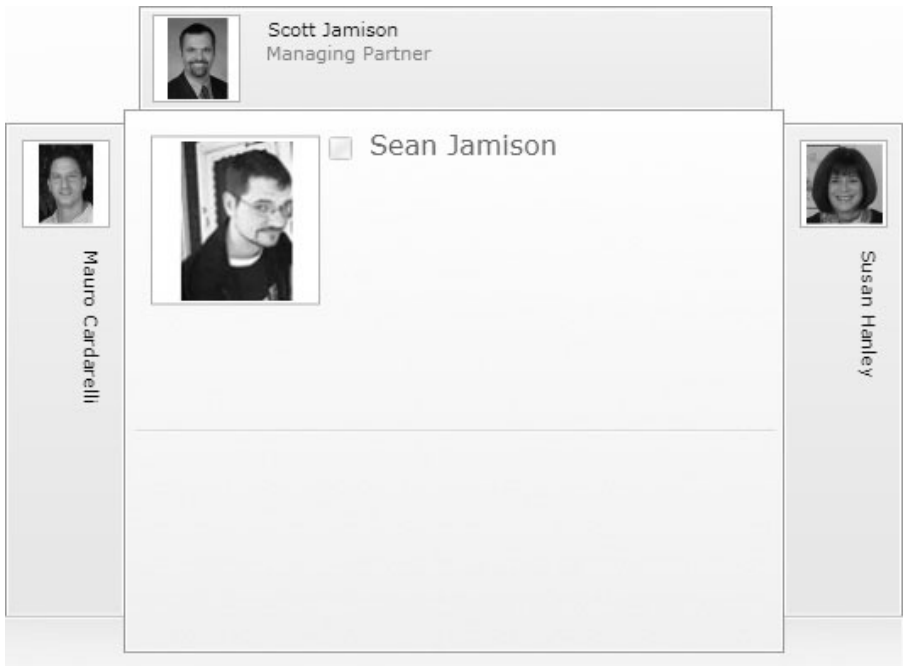 Scott Jamison
Managing Partner
Sean Jamison
Mauro Cardarelli
Susan Hanley